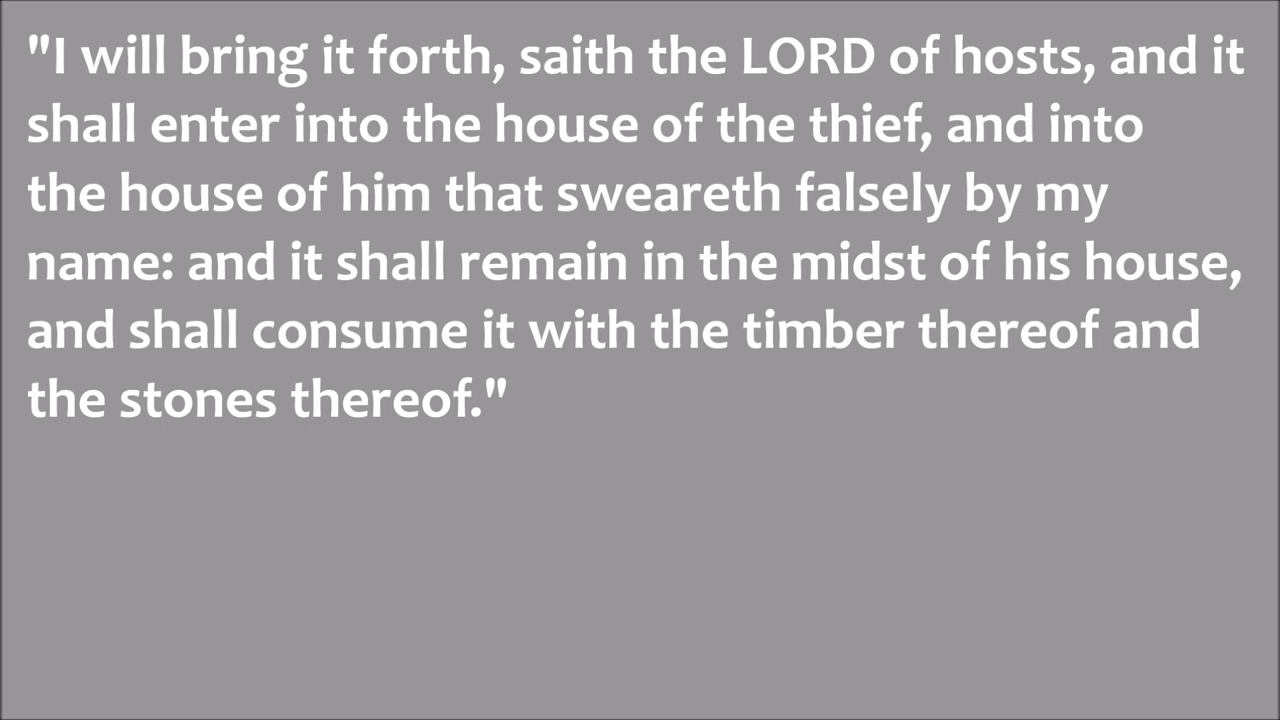 "I will bring it forth, saith the LORD of hosts, and it
shall enter into the house of the thief, and into
the house of him that sweareth falsely by my
name: and it shall remain in the midst of his house,
and shall consume it with the timber thereof and
the stones thereof."